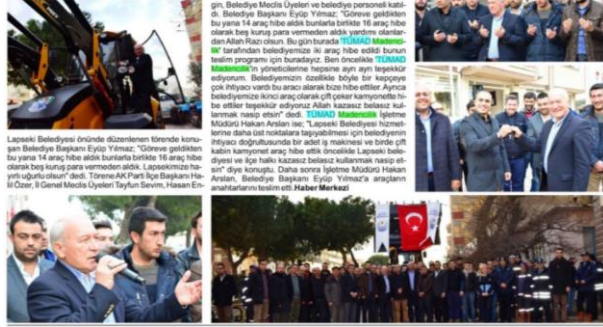 Lapseki Belediyesi önünde düzenlenen törende konu-
şan Belediye Başkanı Eyüp Yılmaz; "Göreve geldikten
bu yana 14 araç hibe aldık bunlarla birlikte 16 araç hibe
olarak beş kuruş para vermeden aldık. Lapsekimize ha-
yırlı uğurlu olsun" dedi. Törene AK Parti İlçe Başkanı Ha-
lil Özer, İl Genel Meclis Üyeleri Tayfun Sevim, Hasan En-
gin, Belediye Meclis Üyeleri ve belediye personeli katıl-
dı. Belediye Başkanı Eyüp Yılmaz; "Göreve geldikten
bu yana 14 araç hibe aldık bunlarla birlikte 16 araç hibe
olarak beş kuruş para vermeden aldık yardımı olanlar-
dan Allah Razı olsun. Bu gün burada 'TÜMAD Madenci-
lik' tarafından belediyemize iki araç hibe edildi bunun
teslim programı için buradayız. Ben öncelikle 'TÜMAD
Madencilik'in yöneticilerine hepsine ayrı ayrı teşekkür
ediyorum. Belediyemizin özellikle böyle bir kepçeye
çok ihtiyacı vardı bu aracı alarak bize hibe ettiler. Ayrıca
belediyemize ikinci araç olarak çift çeker kamyonette hi-
be ettiler teşekkür ediyoruz Allah kazasız belasız kul-
lanmak nasip etsin" dedi. TÜMAD Madencilik İşletme
Müdürü Hakan Arslan ise; "Lapseki Belediyesi hizmet-
lerine daha üst noktalara taşıyabilmesi için belediyenin
ihtiyacı doğrultusunda bir adet iş makinesi ve birde çift
kabin kamyonet araç hibe ettik öncelikle Lapseki bele-
diyesi ve ilçe halkı kazasız belasız kullanmak nasip et-
sin" diye konuştu. Daha sonra İşletme Müdürü Hakan
Arslan, Belediye Başkanı Eyüp Yılmaz'a araçların
anahtarlarını teslim etti. Haber Merkezi